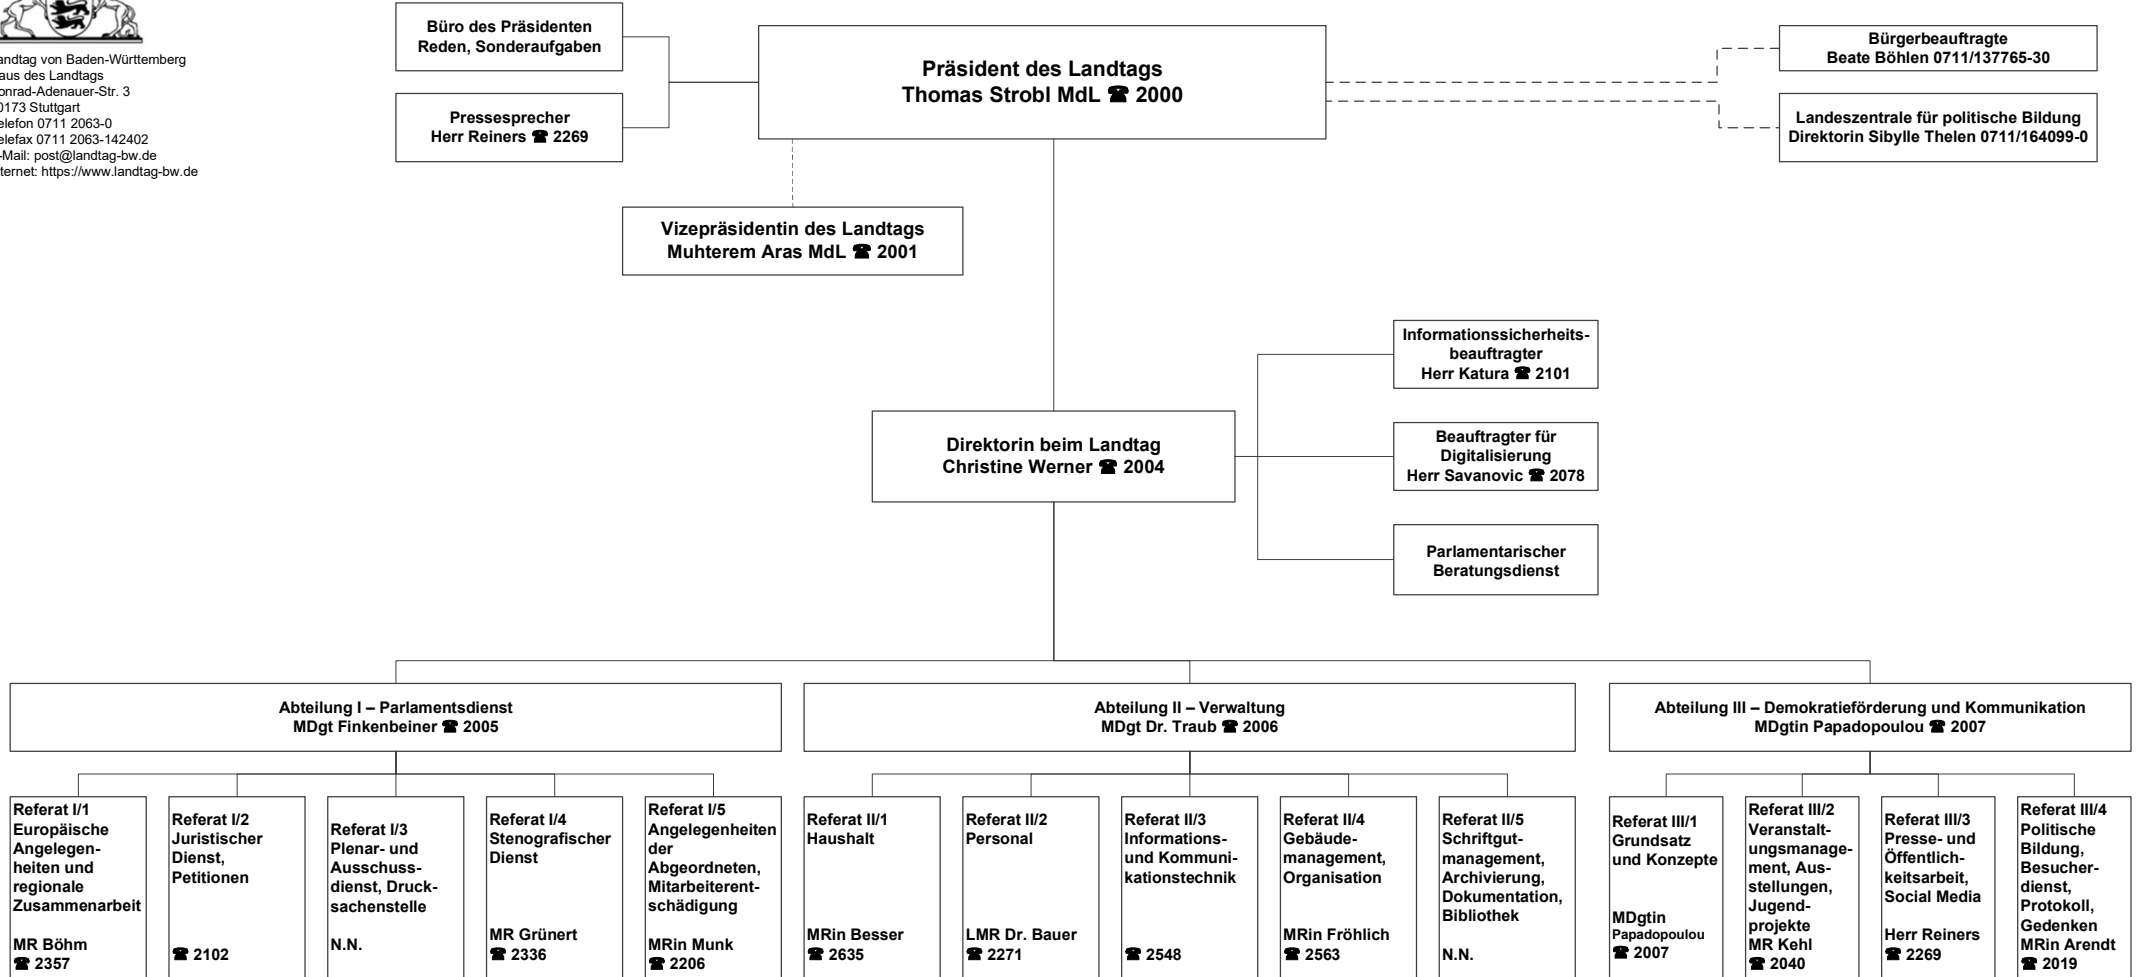 andtag von Baden-Württemberg
aus des Landtags
onrad-Adenauer-Str. 3
0173 Stuttgart
elefon 0711 2063-0
elefax 0711 2063-142402
-Mail: post@landtag-bw.de
ternet: https://www.landtag-bw.de
Büro des Präsidenten
Reden, Sonderaufgaben
Pressesprecher
Herr Reiners ☎ 2269
Präsident des Landtags
Thomas Strobl MdL ☎ 2000
Bürgerbeauftragte
Beate Böhlen 0711/137765-30
Landeszentrale für politische Bildung
Direktorin Sibylle Thelen 0711/164099-0
Vizepräsidentin des Landtags
Muhterem Aras MdL ☎ 2001
Informationssicherheits-
beauftragter
Herr Katura ☎ 2101
Direktorin beim Landtag
Christine Werner ☎ 2004
Beauftragter für
Digitalisierung
Herr Savanovic ☎ 2078
Parlamentarischer
Beratungsdienst
Abteilung I – Parlamentsdienst
MDgt Finkenbeiner ☎ 2005
Abteilung II – Verwaltung
MDgt Dr. Traub ☎ 2006
Abteilung III – Demokratieförderung und Kommunikation
MDgtin Papadopoulou ☎ 2007
Referat I/1
Europäische
Angelegen-
heiten und
regionale
Zusammenarbeit
MR Böhm
☎ 2357
Referat I/2
Juristischer
Dienst,
Petitionen
☎ 2102
Referat I/3
Plenar- und
Ausschuss-
dienst, Druck-
sachenstelle
N.N.
Referat I/4
Stenografischer
Dienst
MR Grünert
☎ 2336
Referat I/5
Angelegenheiten
der
Abgeordneten,
Mitarbeiterent-
schädigung
MRin Munk
☎ 2206
Referat II/1
Haushalt
MRin Besser
☎ 2635
Referat II/2
Personal
LMR Dr. Bauer
☎ 2271
Referat II/3
Informations-
und Kommuni-
kationstechnik
☎ 2548
Referat II/4
Gebäude-
management,
Organisation
MRin Fröhlich
☎ 2563
Referat II/5
Schriftgut-
management,
Archivierung,
Dokumentation,
Bibliothek
N.N.
Referat III/1
Grundsatz
und Konzepte
MDgtin
Papadopoulou
☎ 2007
Referat III/2
Veranstalt-
ungsmanage-
ment, Aus-
stellungen,
Jugend-
projekte
MR Kehl
☎ 2040
Referat III/3
Presse- und
Öffentlich-
keitsarbeit,
Social Media
Herr Reiners
☎ 2269
Referat III/4
Politische
Bildung,
Besucher-
dienst,
Protokoll,
Gedenken
MRin Arendt
☎ 2019